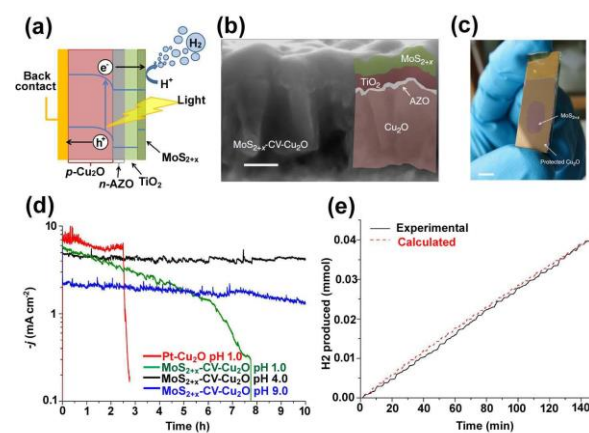 (a)
H₂
e⁻
H⁺
Back
contact
Light
h⁺
MoS₂₊ₓ
p-Cu₂O
TiO₂
n-AZO
(b)
MoS₂₊ₓ
TiO₂
AZO
Cu₂O
MoS₂₊ₓ-CV-Cu₂O
(c)
MoS₂₊ₓ
Protected Cu₂O
(d)
10
1
0.1
-j (mA cm⁻²)
Pt-Cu₂O pH 1.0
MoS₂₊ₓ-CV-Cu₂O pH 1.0
MoS₂₊ₓ-CV-Cu₂O pH 4.0
MoS₂₊ₓ-CV-Cu₂O pH 9.0
0 1 2 3 4 5 6 7 8 9 10
Time (h)
(e)
Experimental
Calculated
0.04
0.03
0.02
0.01
0.00
H2 produced (mmol)
0 20 40 60 80 100 120 140
Time (min)